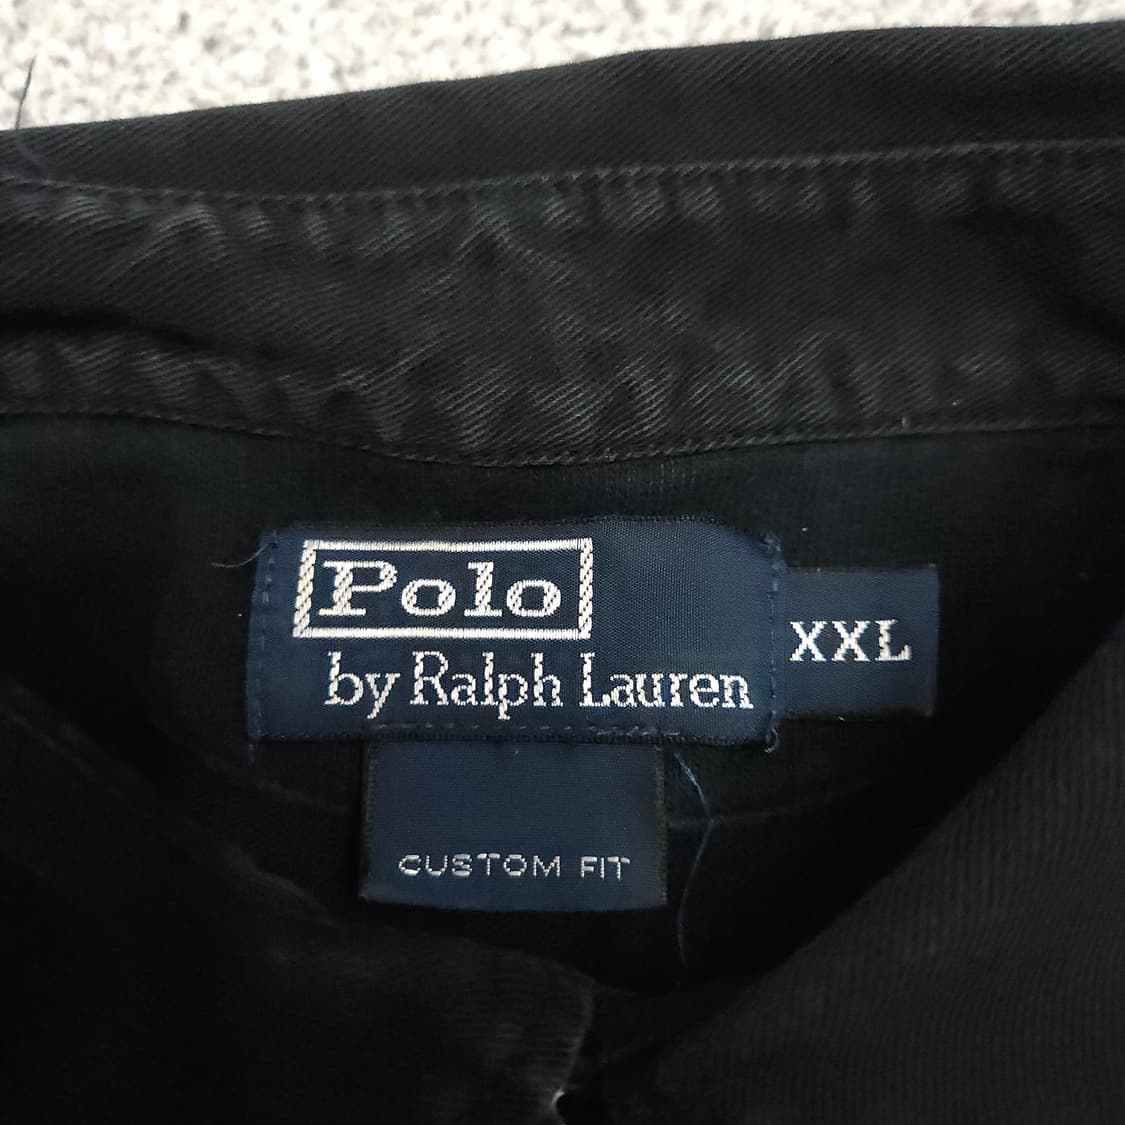 Polo
by Ralph Lauren
XXL
CUSTOM FIT